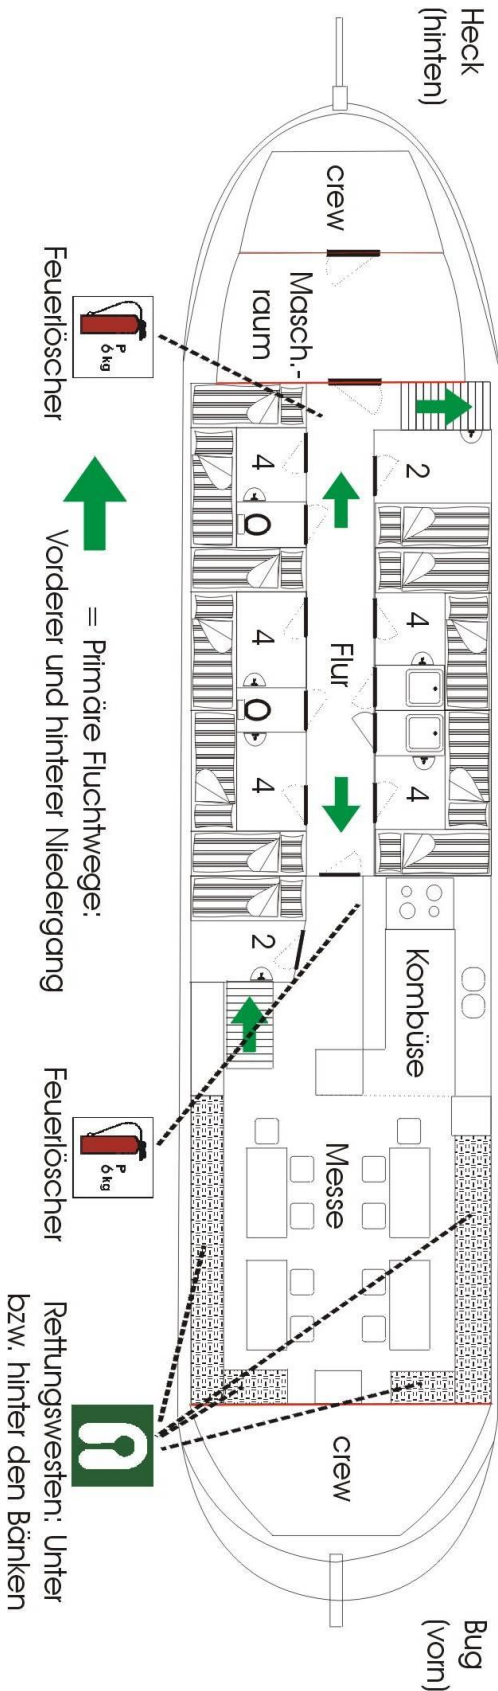 Heck
(hinten)
Bug
(vorn)
crew
Masch.-
raum
2
4
4
Flur
4
4
4
2
Kombüse
Messe
crew
P
6 kg
Feuerlöscher
= Primäre Fluchtwege:
Vorderer und hinterer Niedergang
P
6 kg
Feuerlöscher
Rettungswesten: Unter
bzw. hinter den Bänken